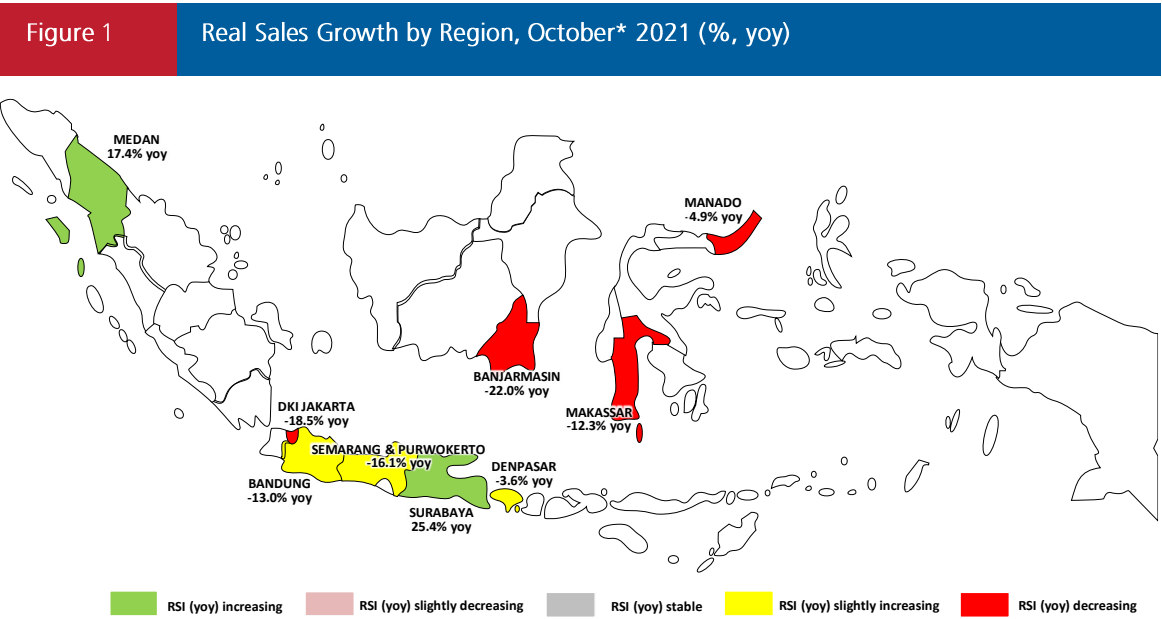 Figure 1
Real Sales Growth by Region, October* 2021 (%, yoy)
MEDAN
17.4% yoy
MANADO
-4.9% yoy
BANJARMASIN
-22.0% yoy
MAKASSAR
-12.3% yoy
DKI JAKARTA
-18.5% yoy
SEMARANG & PURWOKERTO
-16.1% yoy
DENPASAR
-3.6% yoy
BANDUNG
-13.0% yoy
SURABAYA
25.4% yoy
RSI (yoy) increasing
RSI (yoy) slightly decreasing
RSI (yoy) stable
RSI (yoy) slightly increasing
RSI (yoy) decreasing